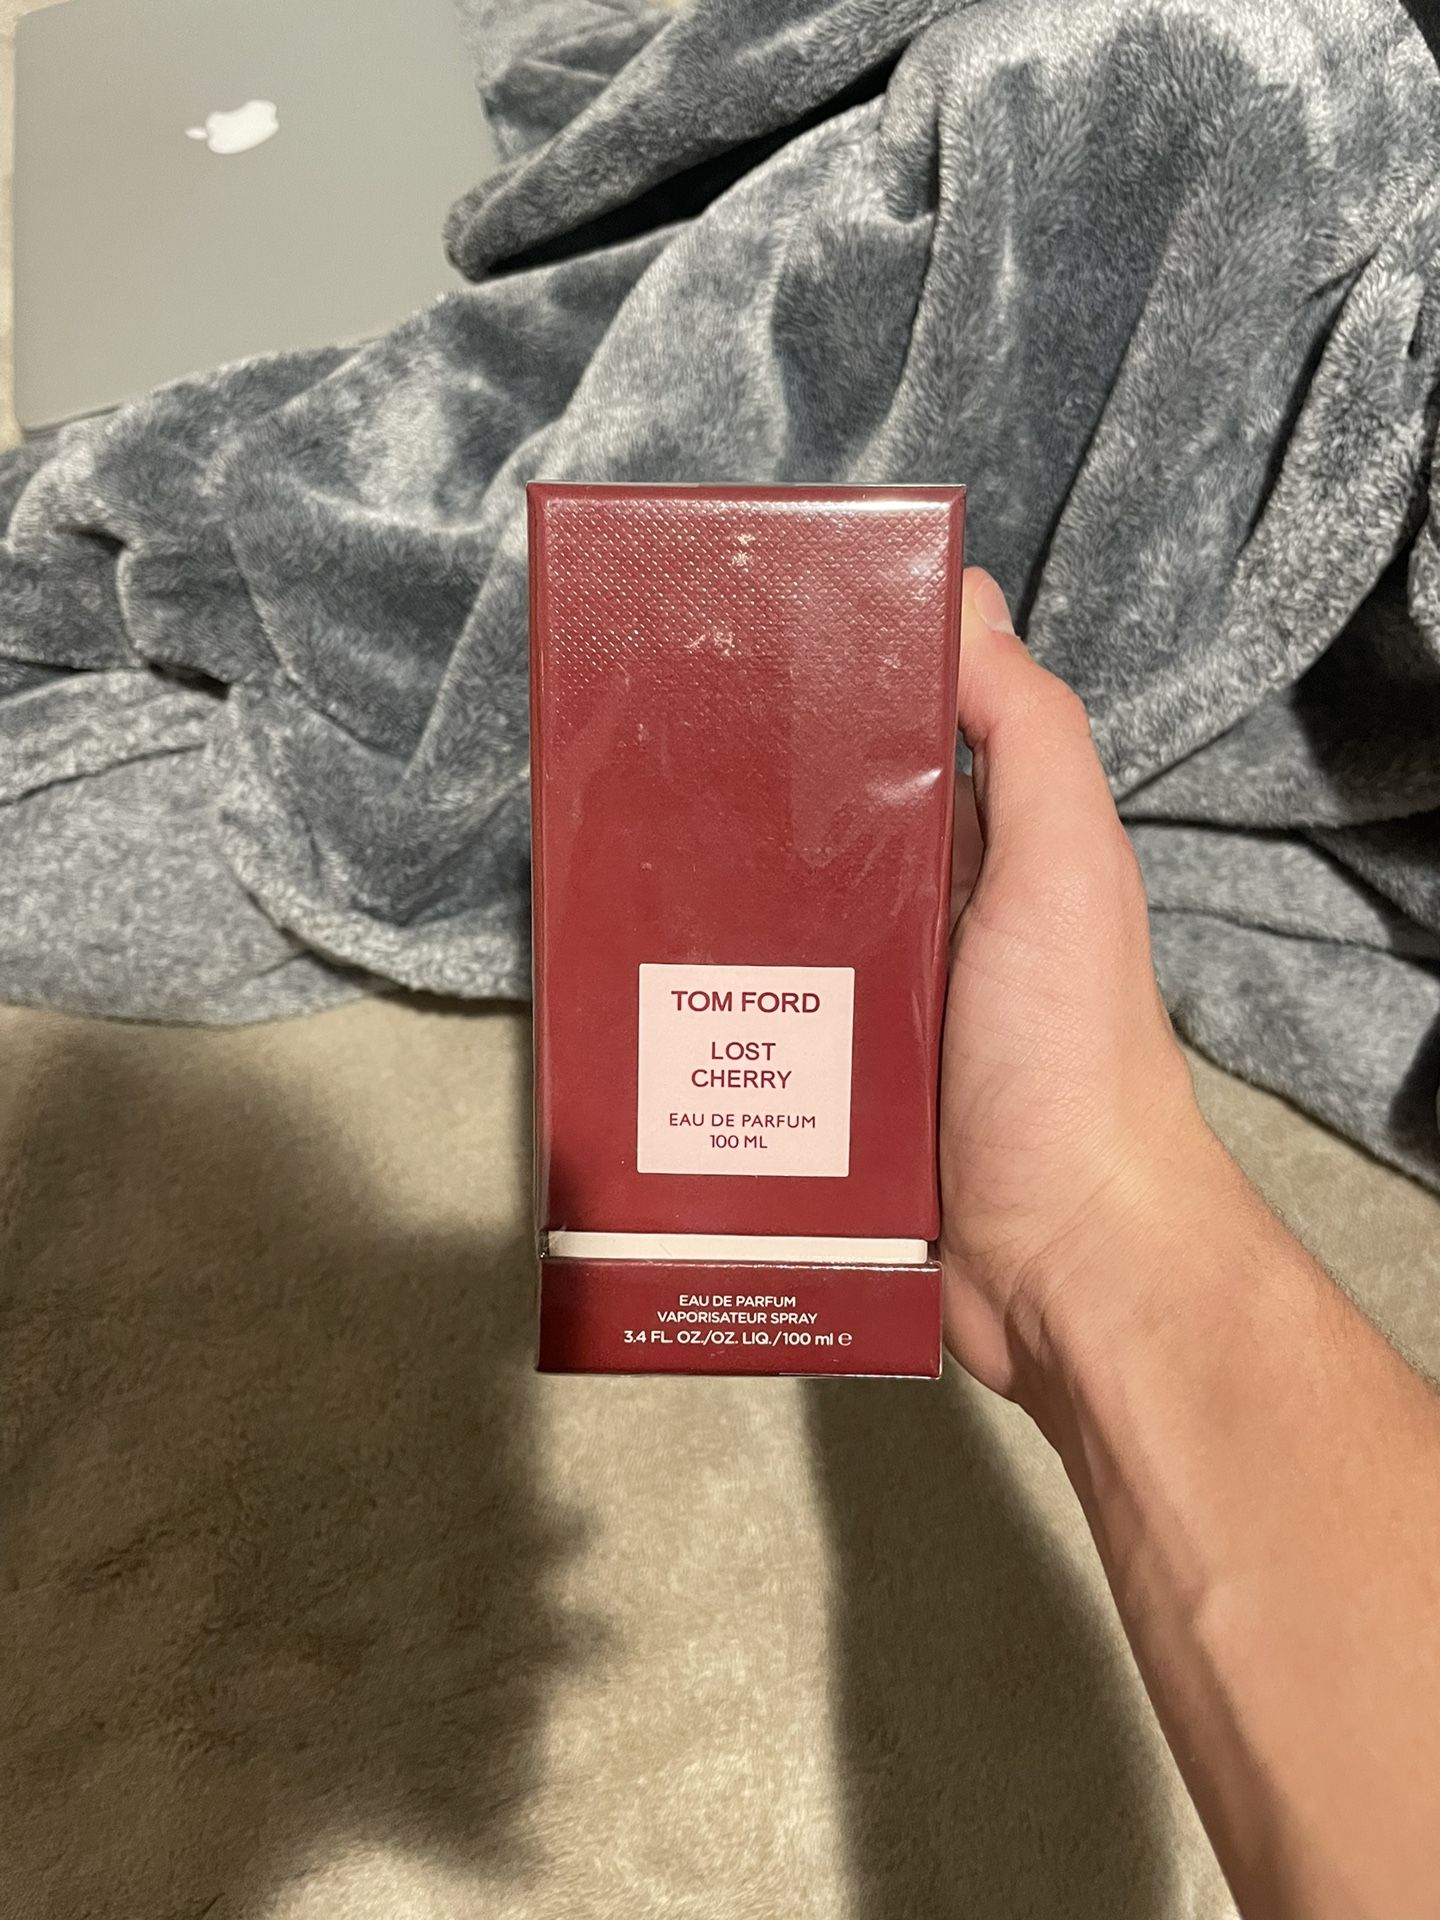 TOM FORD
LOST
CHERRY
EAU DE PARFUM
100 ML
EAU DE PARFUM
VAPORISATEUR SPRAY
3.4 FL. OZ./OZ. LIQ./100 ml ℮